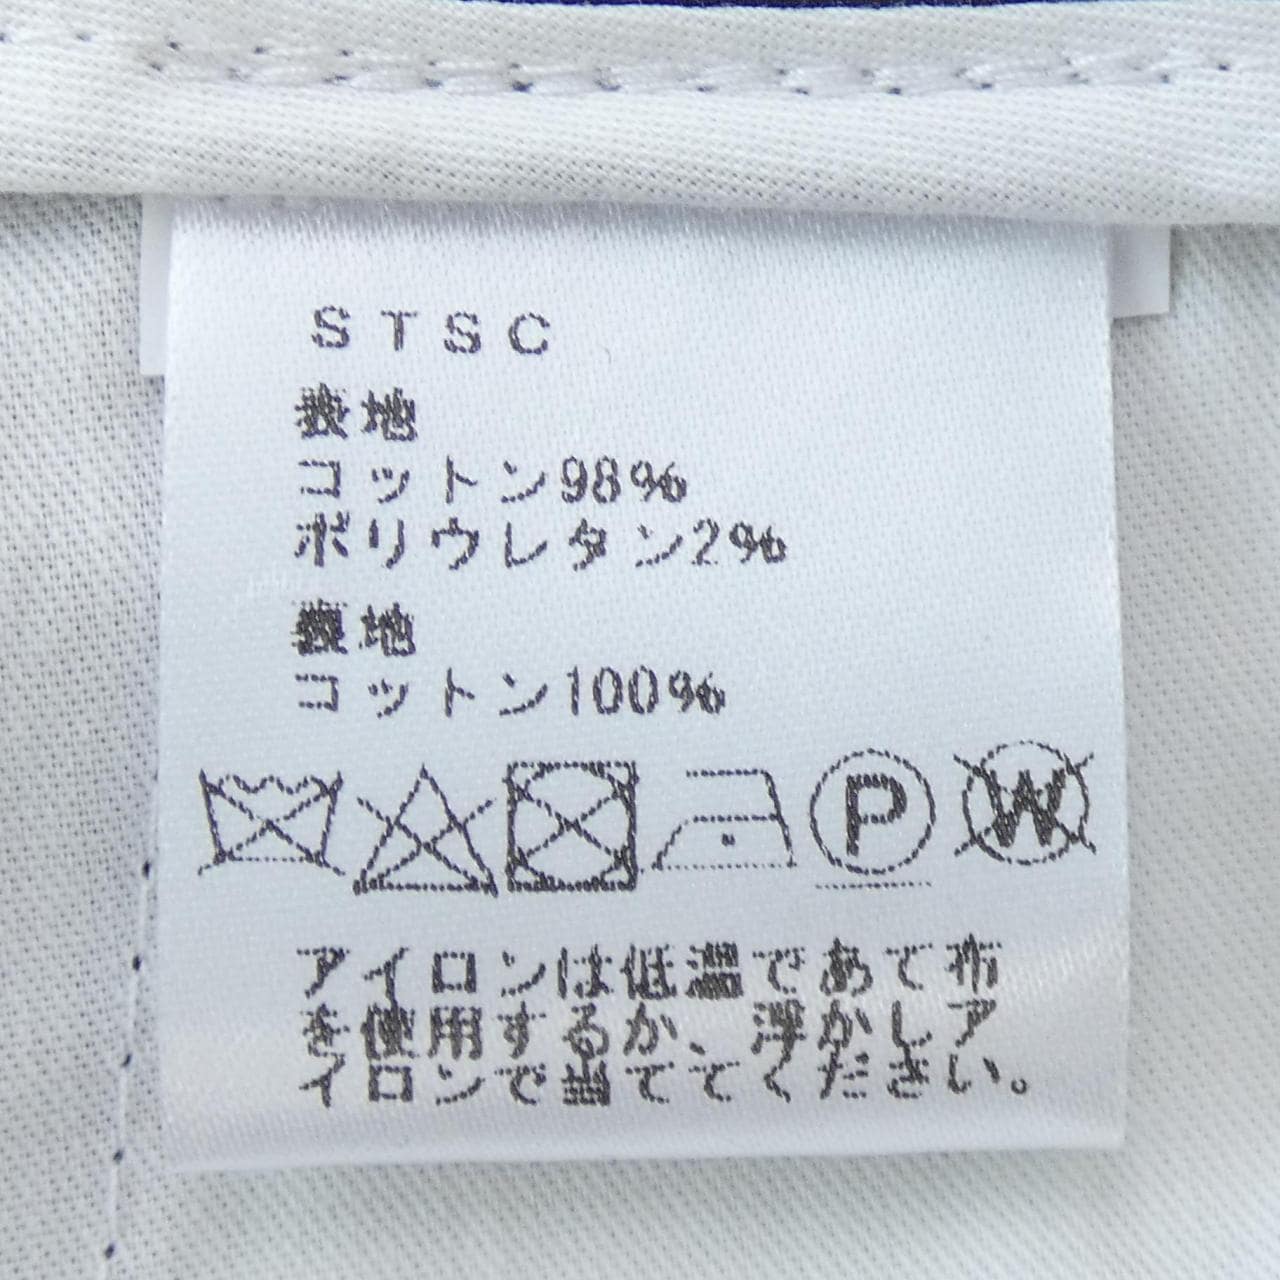 STSC
表地
コットン98%
ポリウレタン2%
裏地
コットン100%
P W
アイロンは低温であて布
を使用するか、浮かしア
イロンで当ててください。